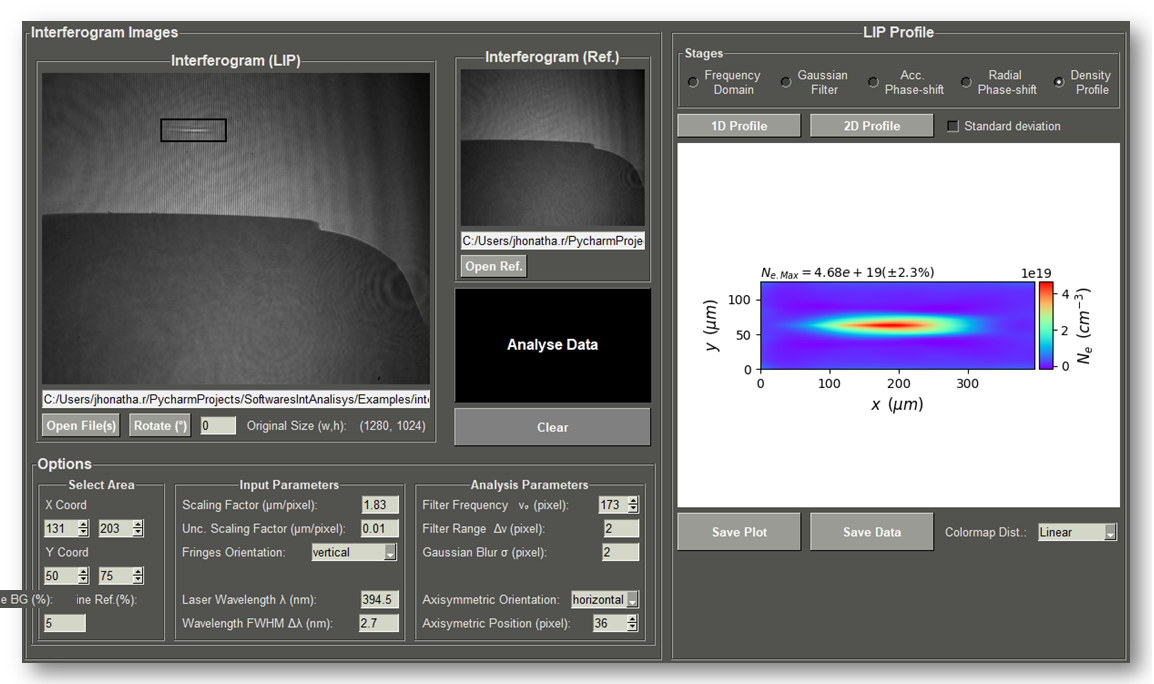 Interferogram Images
Interferogram (LIP)
C:/Users/jhonatha.r/PycharmProjects/SoftwaresIntAnalisys/Examples/inte
Open File(s)
Rotate (°)
0
Original Size (w,h): (1280, 1024)
Interferogram (Ref.)
C:/Users/jhonatha.r/PycharmProje
Open Ref.
Analyse Data
Clear
Options
Select Area
X Coord
131 203
Y Coord
50 75
e BG (%): ine Ref.(%):
5
Input Parameters
Scaling Factor (μm/pixel): 1.83
Unc. Scaling Factor (μm/pixel): 0.01
Fringes Orientation: vertical
Laser Wavelength λ (nm): 394.5
Wavelength FWHM Δλ (nm): 2.7
Analysis Parameters
Filter Frequency ν₀ (pixel): 173
Filter Range Δν (pixel): 2
Gaussian Blur σ (pixel): 2
Axisymmetric Orientation: horizontal
Axisymetric Position (pixel): 36
LIP Profile
Stages
Frequency
Domain
Gaussian
Filter
Acc.
Phase-shift
Radial
Phase-shift
Density
Profile
1D Profile
2D Profile
Standard deviation
N_e.Max = 4.68e + 19(±2.3%)
1e19
100
50
0
y (μm)
0 100 200 300
x (μm)
4
2
0
N_e (cm⁻³)
Save Plot
Save Data
Colormap Dist.: Linear